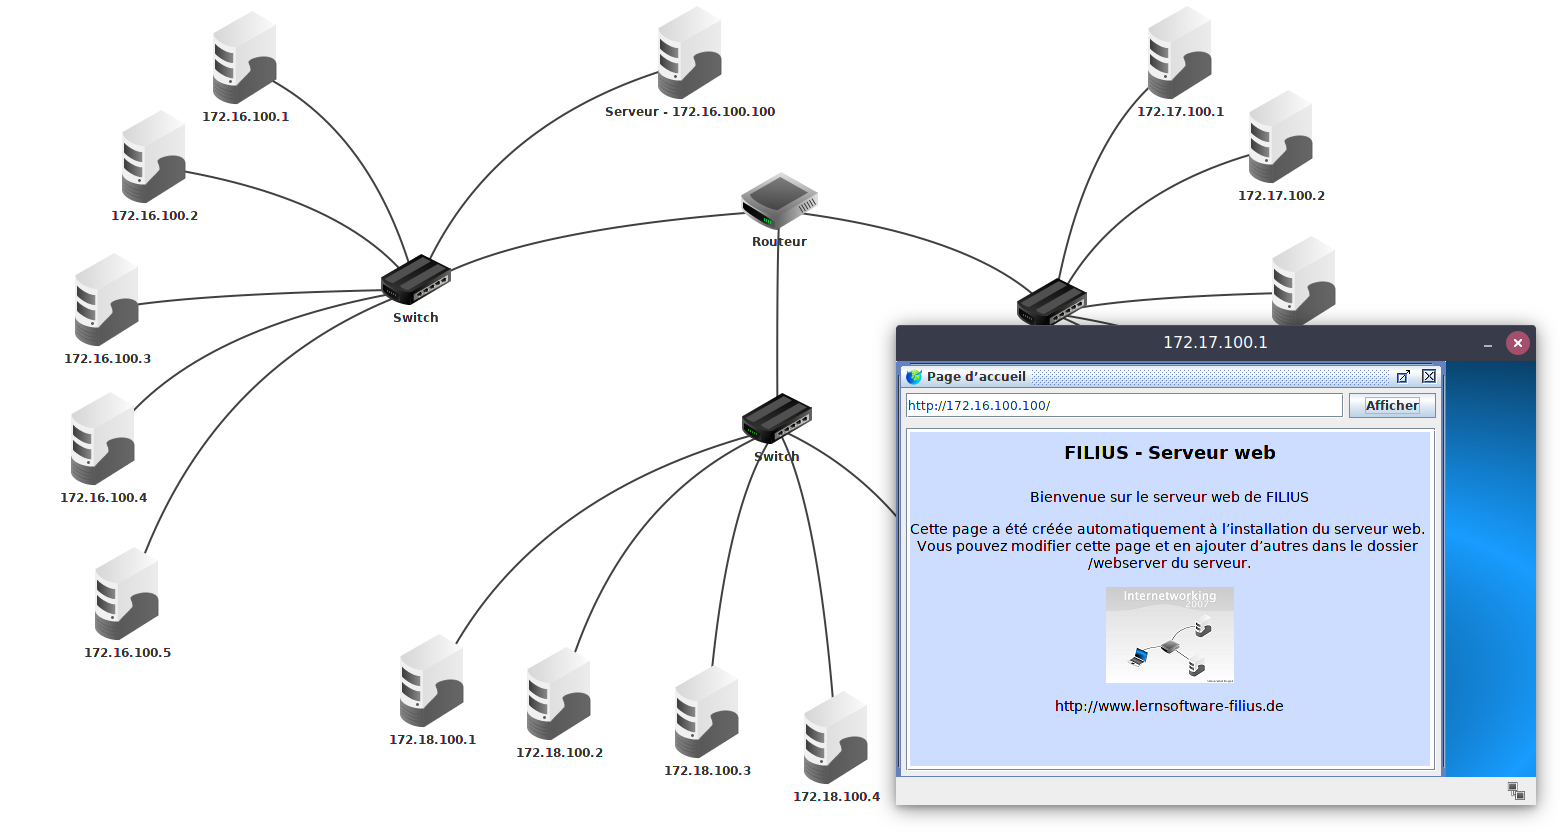 172.16.100.1
Serveur - 172.16.100.100
172.17.100.1
172.16.100.2
172.17.100.2
Routeur
Switch
172.16.100.3
172.16.100.4
Switch
172.16.100.5
172.18.100.1
172.18.100.2
172.18.100.3
172.18.100.4
172.17.100.1
Page d’accueil
http://172.16.100.100/
Afficher
FILIUS - Serveur web
Bienvenue sur le serveur web de FILIUS
Cette page a été créée automatiquement à l’installation du serveur web.
Vous pouvez modifier cette page et en ajouter d’autres dans le dossier
/webserver du serveur.
Internetworking
2007
http://www.lernsoftware-filius.de